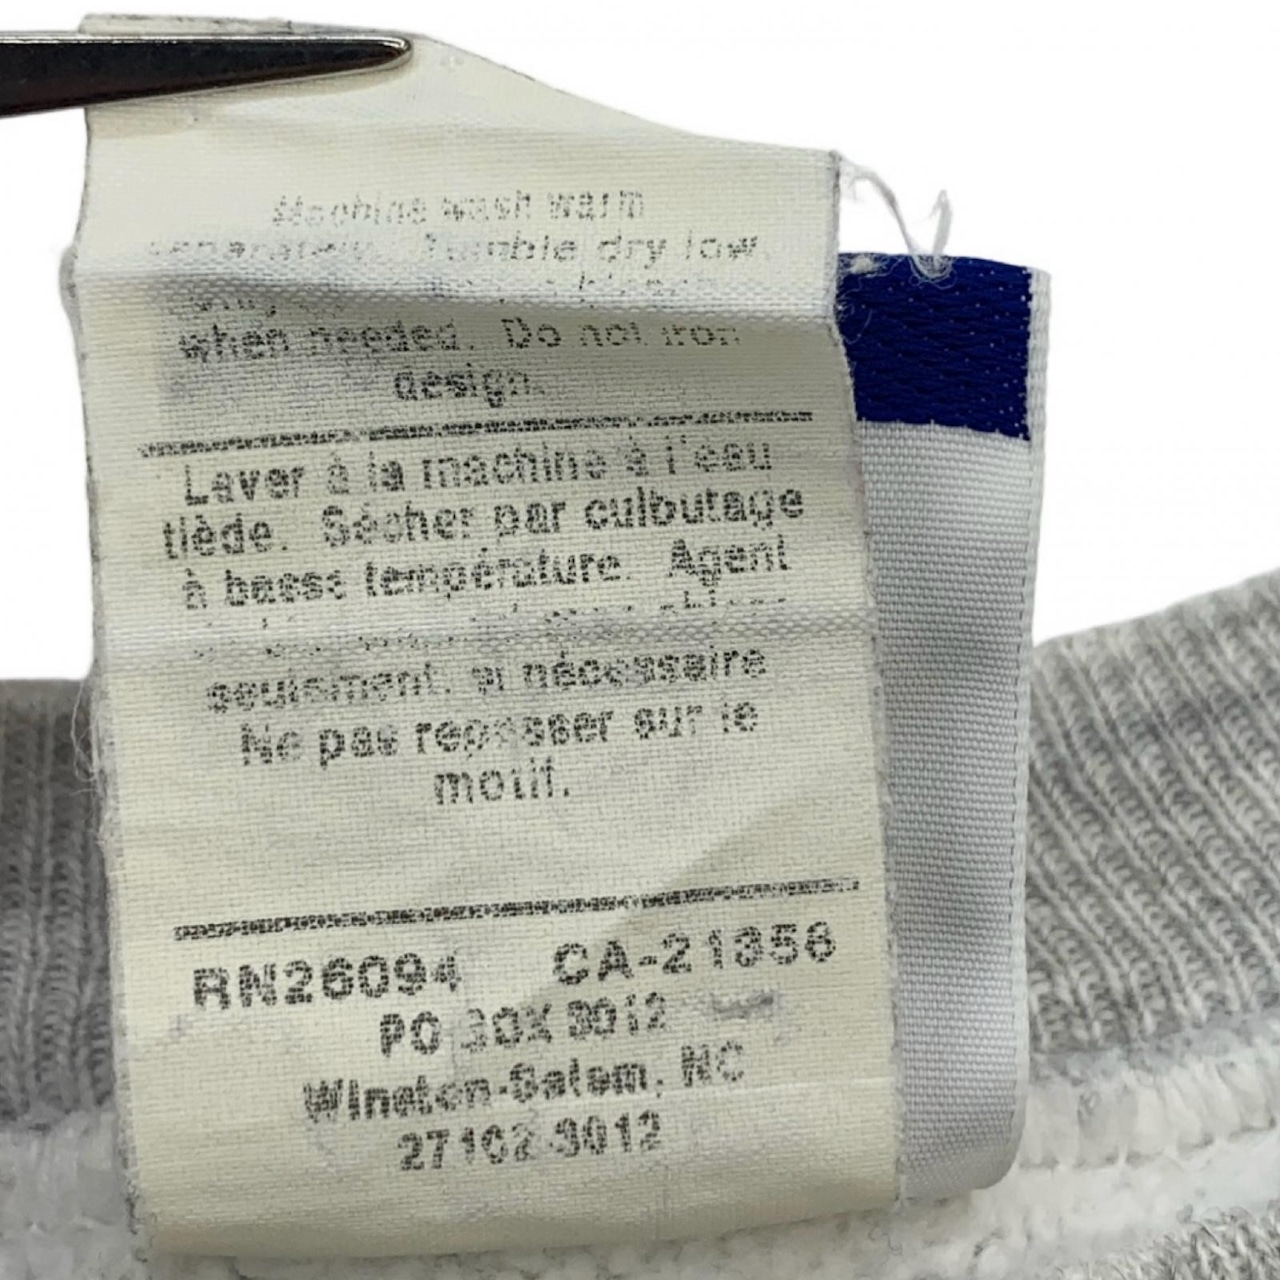 Machine wash warm
separately. Tumble dry low.
when needed. Do not iron
design.
Laver à la machine à l'eau
tiède. Sécher par culbutage
à basse température. Agent
seulement, si nécessaire
Ne pas repasser sur le
motif.
RN26094 CA-21356
PO BOX 3012
Winston-Salem, NC
27102-3012